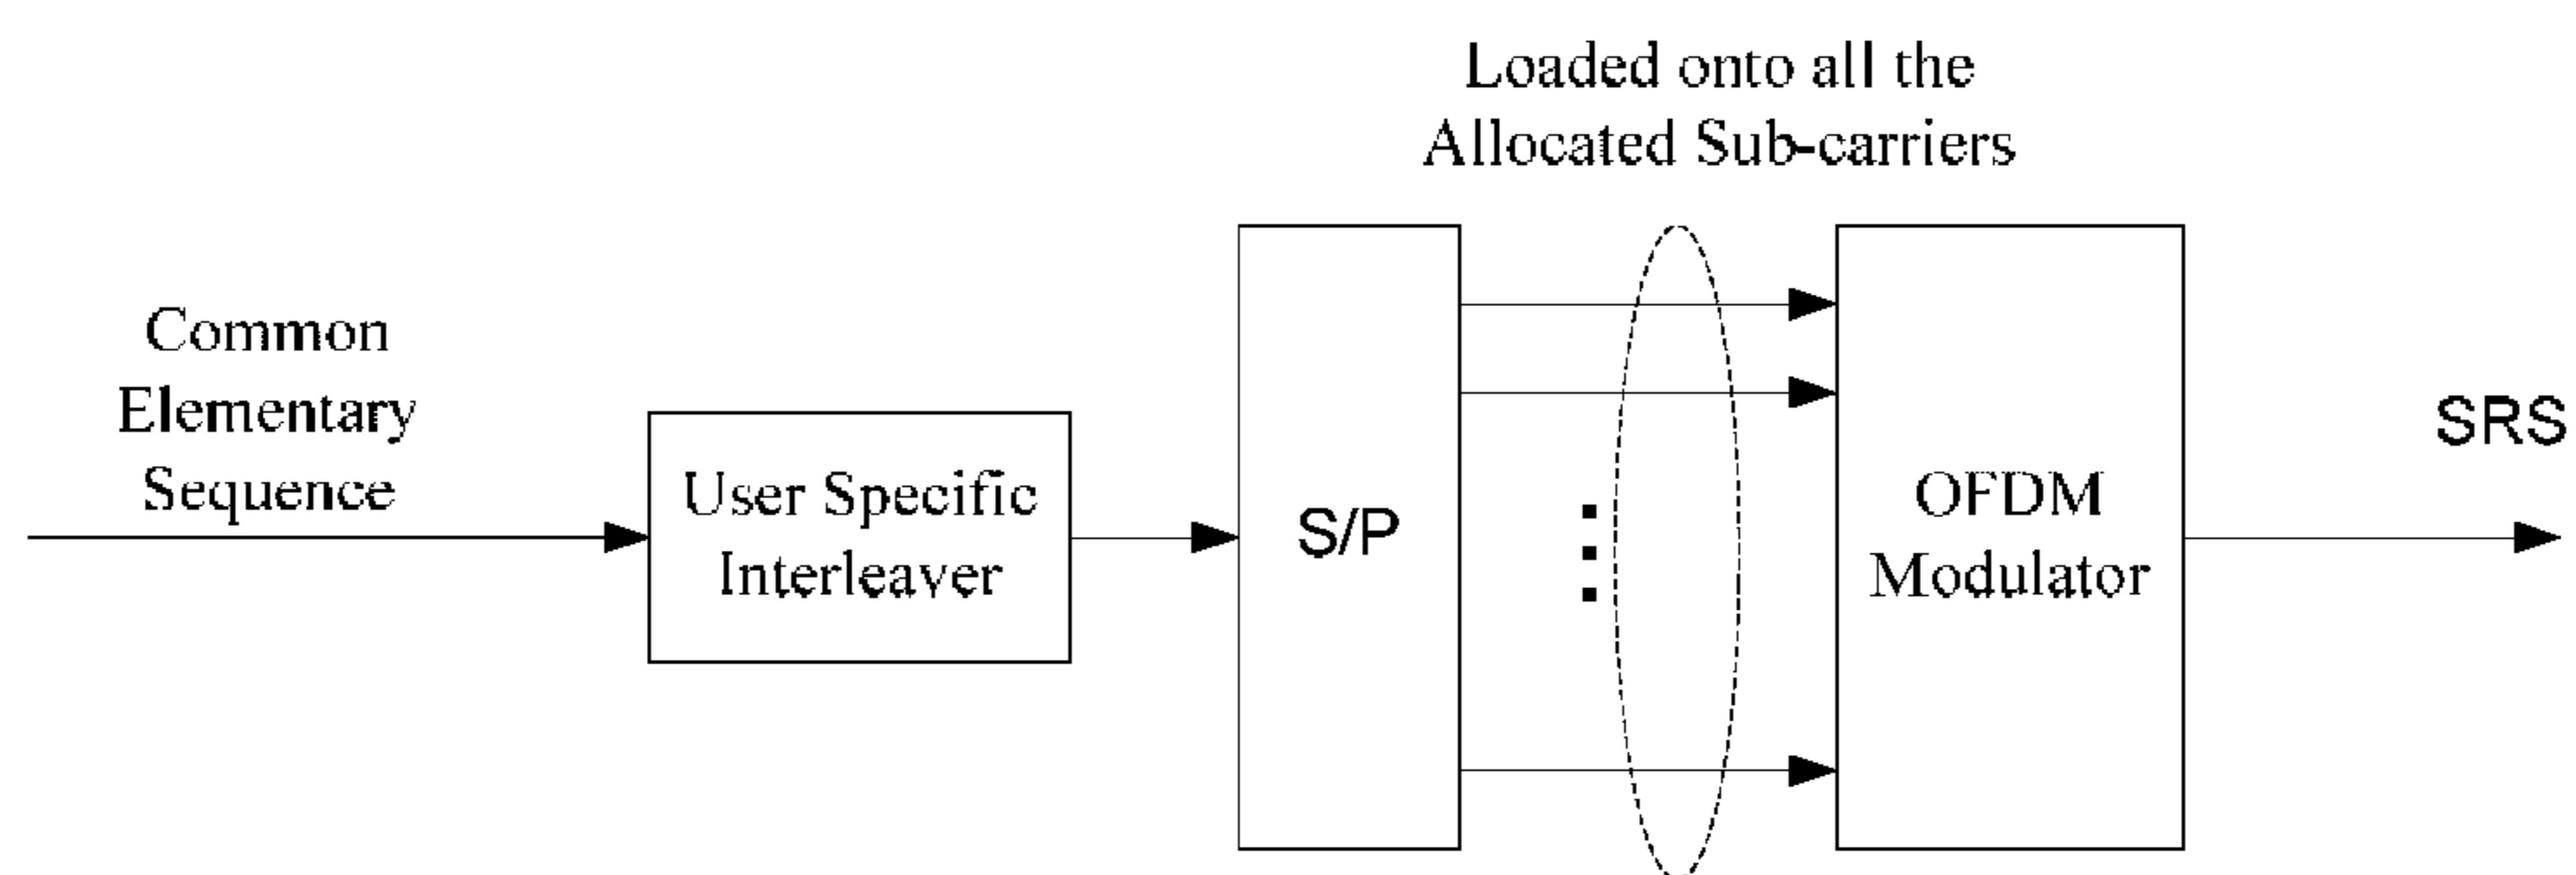 Loaded onto all the
Allocated Sub-carriers
Common
Elementary
Sequence
User Specific
Interleaver
S/P
OFDM
Modulator
SRS